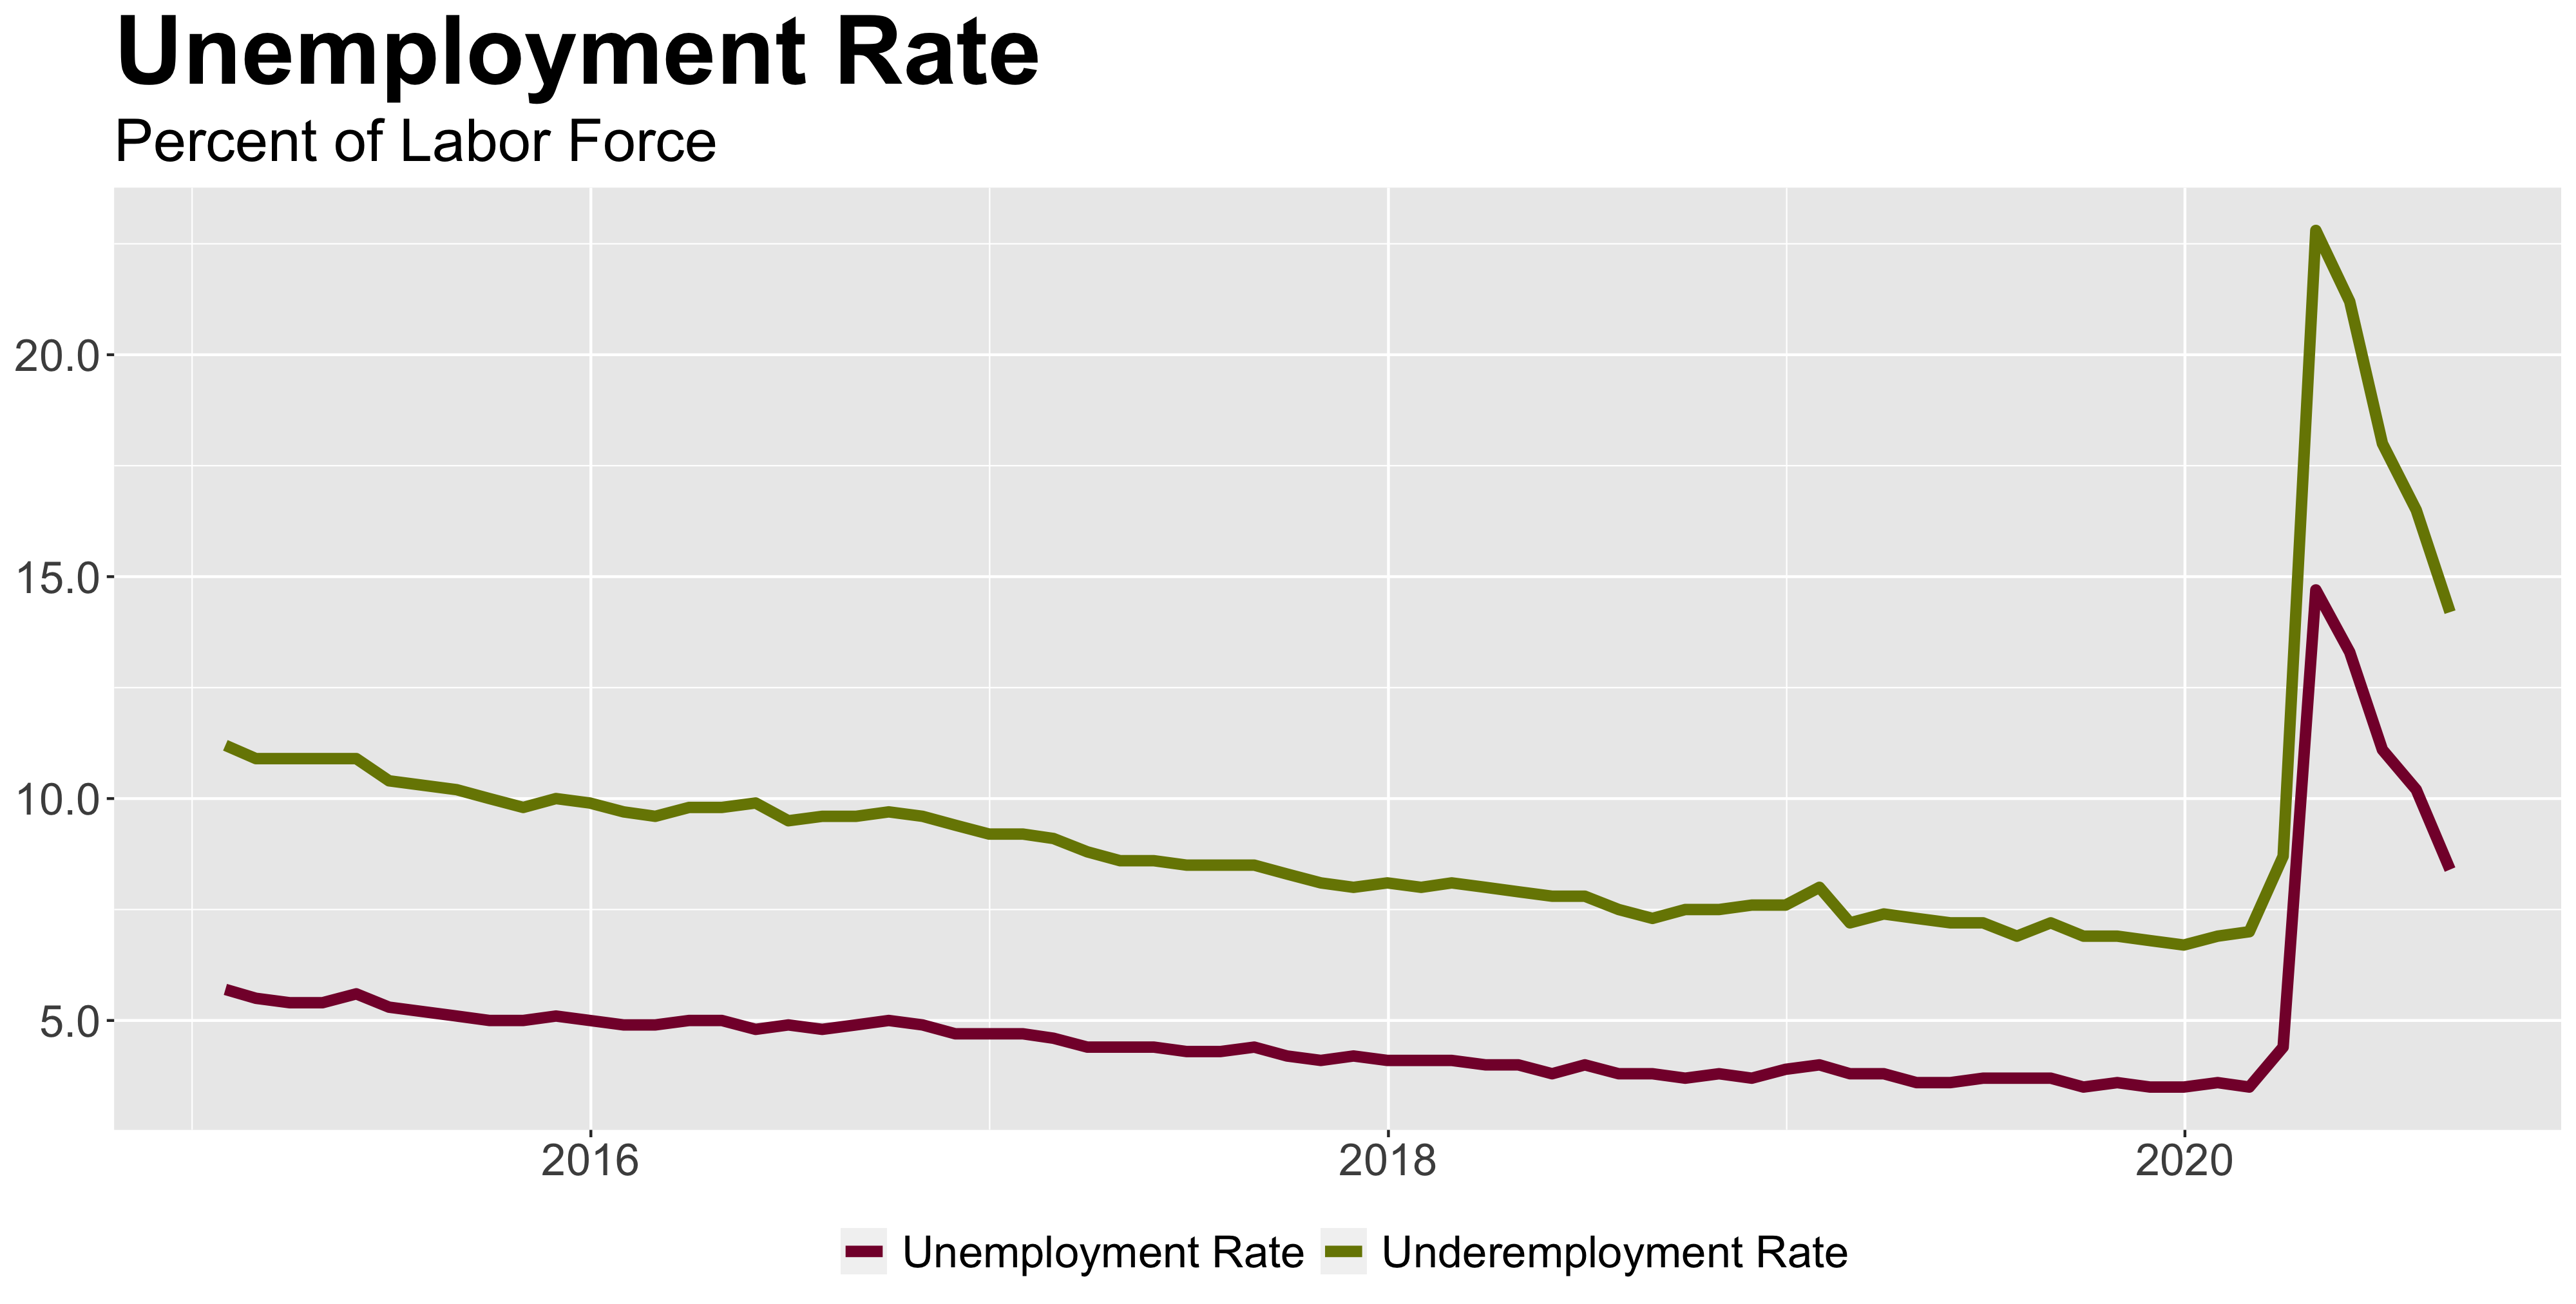 Unemployment Rate
Percent of Labor Force
20.0
15.0
10.0
5.0
2016 2018 2020
Unemployment Rate Underemployment Rate